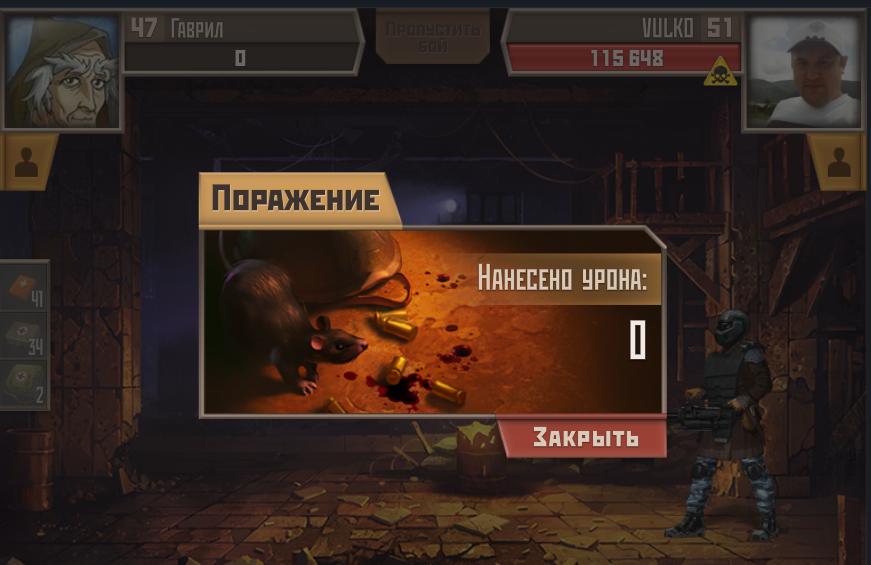 47 Гаврил
0
Пропустить
бой
VULKO 51
115 648
Поражение
Нанесено урона:
0
41
34
2
Закрыть